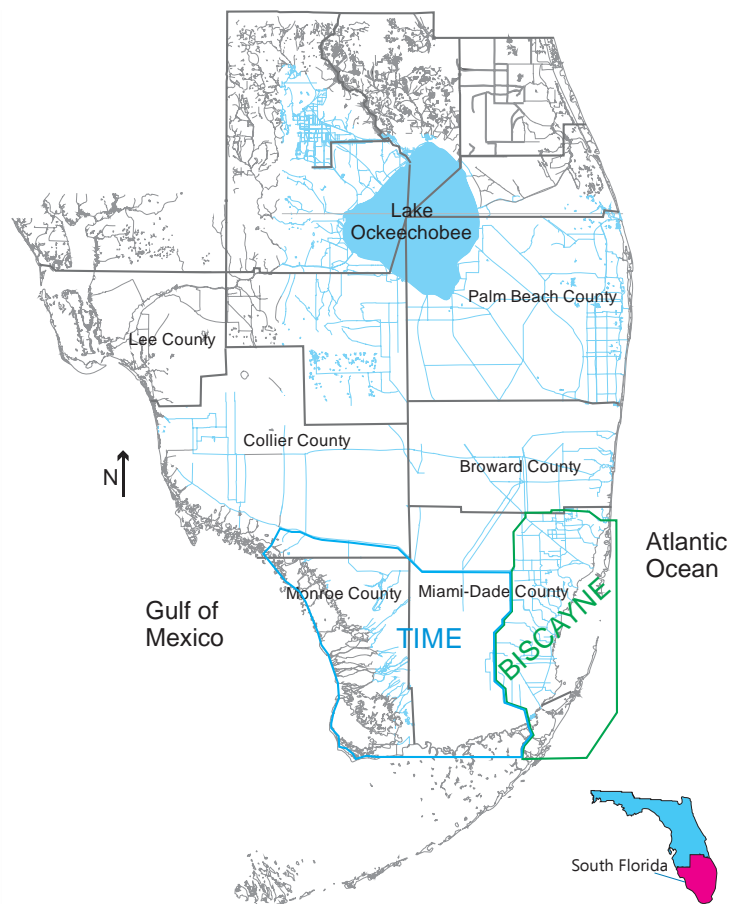 Lake
Ockeechobee
Palm Beach County
Lee County
Collier County
Broward County
N
Atlantic
Ocean
Monroe County
Miami-Dade County
Gulf of
Mexico
TIME
BISCAYNE
South Florida